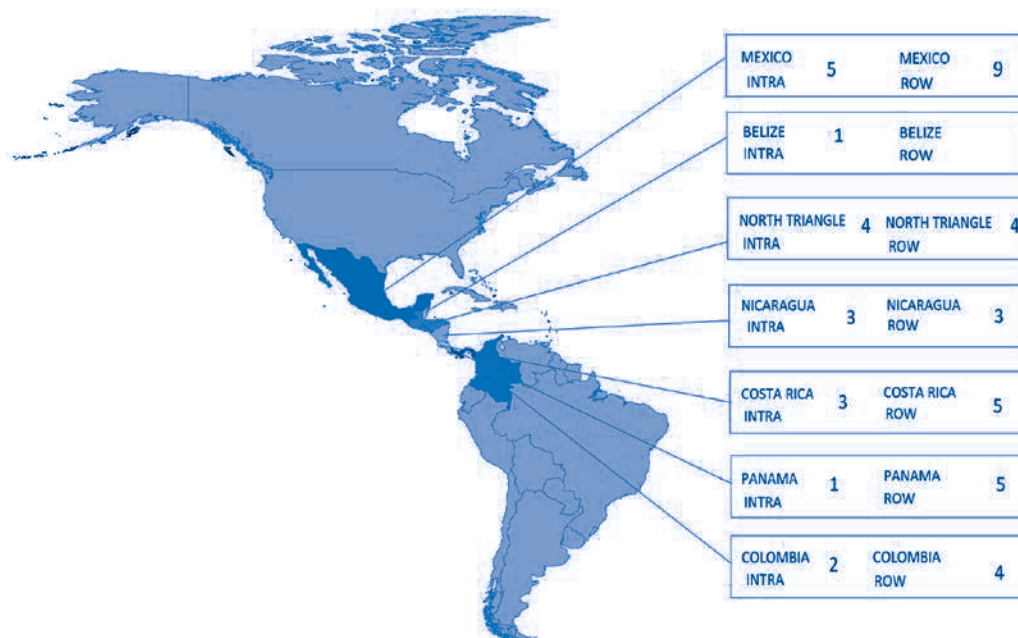 MEXICO 5 MEXICO 9
INTRA ROW
BELIZE 1 BELIZE
INTRA ROW
NORTH TRIANGLE 4 NORTH TRIANGLE 4
INTRA ROW
NICARAGUA 3 NICARAGUA 3
INTRA ROW
COSTA RICA 3 COSTA RICA 5
INTRA ROW
PANAMA 1 PANAMA 5
INTRA ROW
COLOMBIA 2 COLOMBIA 4
INTRA ROW